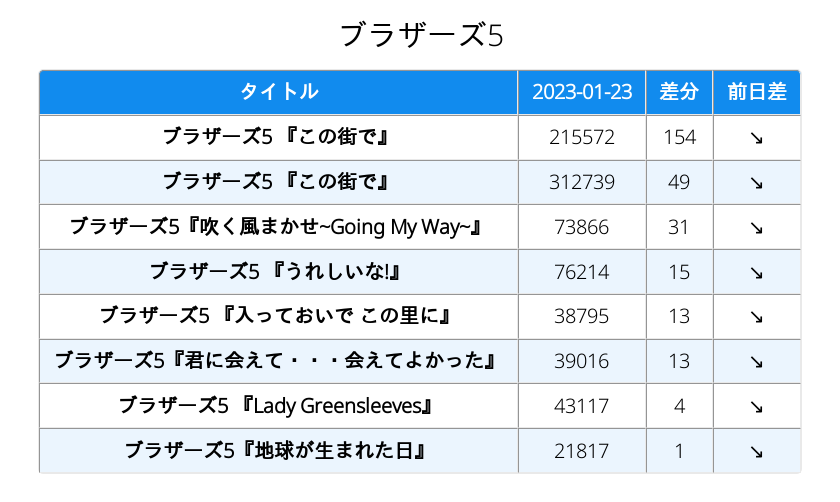 ブラザーズ5
タイトル 2023-01-23 差分 前日差
ブラザーズ5 『この街で』 215572 154 ↘
ブラザーズ5 『この街で』 312739 49 ↘
ブラザーズ5『吹く風まかせ~Going My Way~』 73866 31 ↘
ブラザーズ5 『うれしいな!』 76214 15 ↘
ブラザーズ5 『入っておいで この里に』 38795 13 ↘
ブラザーズ5『君に会えて・・・会えてよかった』 39016 13 ↘
ブラザーズ5 『Lady Greensleeves』 43117 4 ↘
ブラザーズ5『地球が生まれた日』 21817 1 ↘